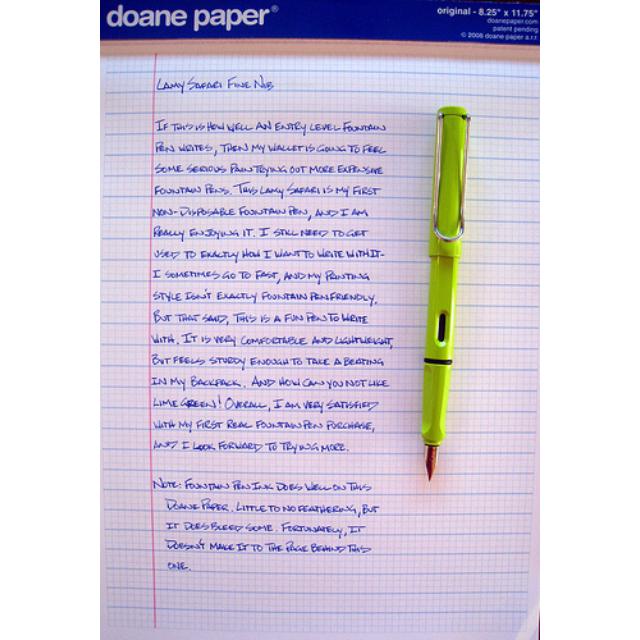 doane paper®
original - 8.25" x 11.75"
doanepaper.com
patent pending
© 2008 doane paper a.r.r.
LAMY SAFARI FINE NIB
IF THIS IS HOW WELL AN ENTRY LEVEL FOUNTAIN
PEN WRITES, THEN MY WALLET IS GOING TO FEEL
SOME SERIOUS PAIN TRYING OUT MORE EXPENSIVE
FOUNTAIN PENS. THIS LAMY SAFARI IS MY FIRST
NON-DISPOSABLE FOUNTAIN PEN, AND I AM
REALLY ENJOYING IT. I STILL NEED TO GET
USED TO EXACTLY HOW I WANT TO WRITE WITH IT-
I SOMETIMES GO TO FAST, AND MY PRINTING
STYLE ISN'T EXACTLY FOUNTAIN PEN FRIENDLY.
BUT THAT SAID, THIS IS A FUN PEN TO WRITE
WITH. IT IS VERY COMFORTABLE AND LIGHTWEIGHT,
BUT FEELS STURDY ENOUGH TO TAKE A BEATING
IN MY BACKPACK. AND HOW CAN YOU NOT LIKE
LIME GREEN! OVERALL, I AM VERY SATISFIED
WITH MY FIRST REAL FOUNTAIN PEN PURCHASE,
AND I LOOK FORWARD TO TRYING MORE.
NOTE: FOUNTAIN PEN INK DOES WELL ON THIS
DOANE PAPER. LITTLE TO NO FEATHERING, BUT
IT DOES BLEED SOME. FORTUNATELY, IT
DOESN'T MAKE IT TO THE PAGE BEHIND THIS
ONE.